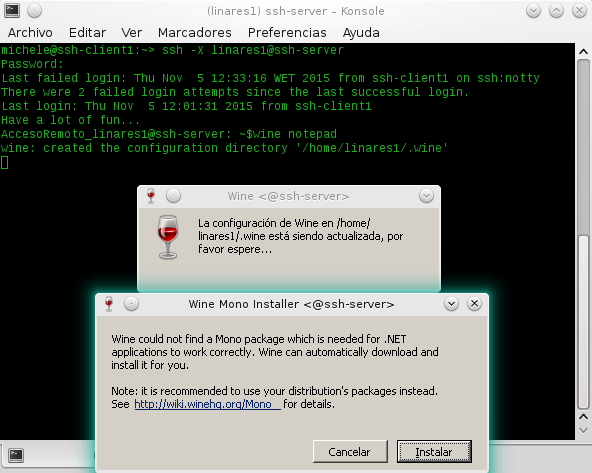 (linares1) ssh-server – Konsole
Archivo Editar Ver Marcadores Preferencias Ayuda
michele@ssh-client1:~> ssh -X linares1@ssh-server
Password:
Last failed login: Thu Nov  5 12:33:16 WET 2015 from ssh-client1 on ssh:notty
There were 2 failed login attempts since the last successful login.
Last login: Thu Nov  5 12:01:31 2015 from ssh-client1
Have a lot of fun...
AccesoRemoto_linares1@ssh-server: ~$wine notepad
wine: created the configuration directory '/home/linares1/.wine'
Wine <@ssh-server>
La configuración de Wine en /home/
linares1/.wine está siendo actualizada, por
favor espere...
Wine Mono Installer <@ssh-server>
Wine could not find a Mono package which is needed for .NET
applications to work correctly. Wine can automatically download and
install it for you.
Note: it is recommended to use your distribution's packages instead.
See http://wiki.winehq.org/Mono for details.
Cancelar Instalar